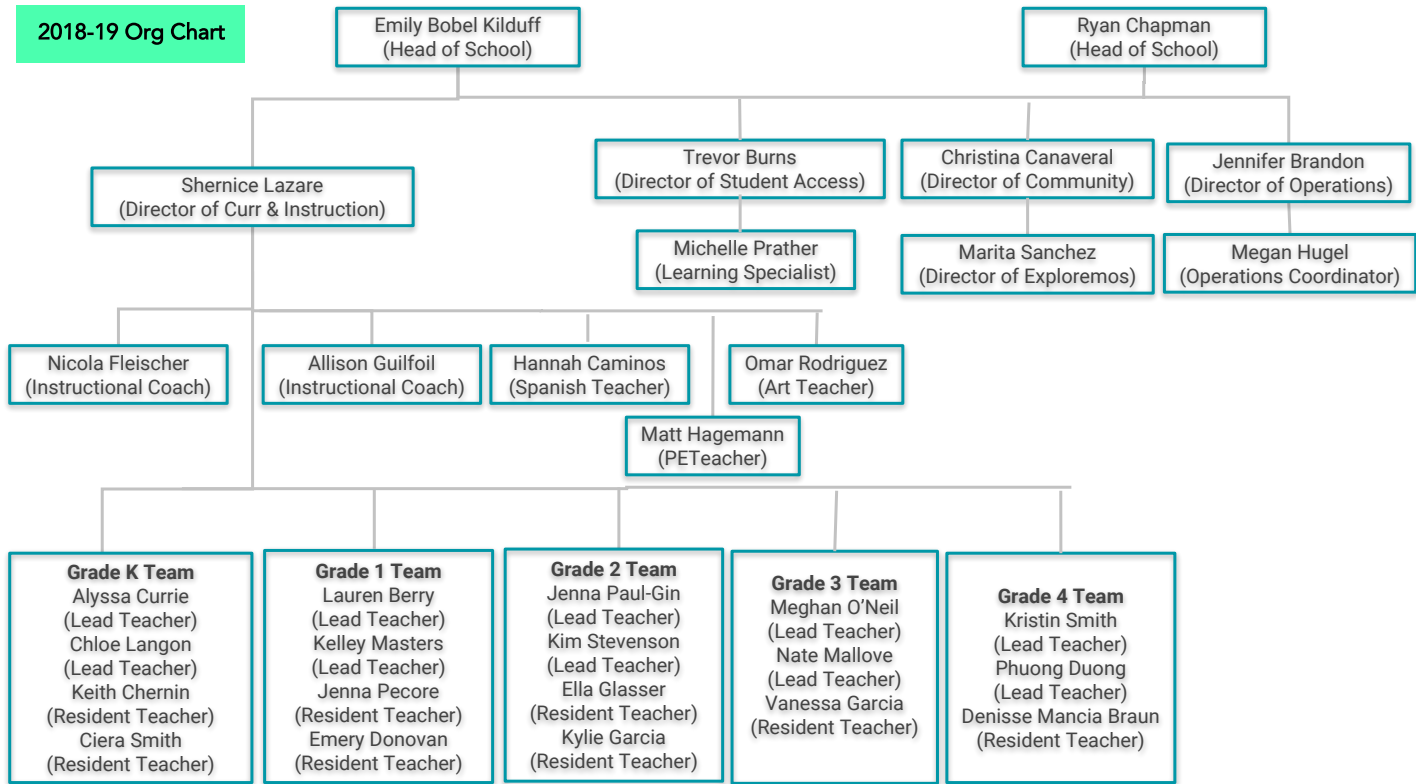 2018-19 Org Chart
Emily Bobel Kilduff
(Head of School)
Ryan Chapman
(Head of School)
Shernice Lazare
(Director of Curr & Instruction)
Trevor Burns
(Director of Student Access)
Christina Canaveral
(Director of Community)
Jennifer Brandon
(Director of Operations)
Michelle Prather
(Learning Specialist)
Marita Sanchez
(Director of Exploremos)
Megan Hugel
(Operations Coordinator)
Nicola Fleischer
(Instructional Coach)
Allison Guilfoil
(Instructional Coach)
Hannah Caminos
(Spanish Teacher)
Omar Rodriguez
(Art Teacher)
Matt Hagemann
(PETeacher)
Grade K Team
Alyssa Currie
(Lead Teacher)
Chloe Langon
(Lead Teacher)
Keith Chernin
(Resident Teacher)
Ciera Smith
(Resident Teacher)
Grade 1 Team
Lauren Berry
(Lead Teacher)
Kelley Masters
(Lead Teacher)
Jenna Pecore
(Resident Teacher)
Emery Donovan
(Resident Teacher)
Grade 2 Team
Jenna Paul-Gin
(Lead Teacher)
Kim Stevenson
(Lead Teacher)
Ella Glasser
(Resident Teacher)
Kylie Garcia
(Resident Teacher)
Grade 3 Team
Meghan O’Neil
(Lead Teacher)
Nate Mallove
(Lead Teacher)
Vanessa Garcia
(Resident Teacher)
Grade 4 Team
Kristin Smith
(Lead Teacher)
Phuong Duong
(Lead Teacher)
Denisse Mancia Braun
(Resident Teacher)